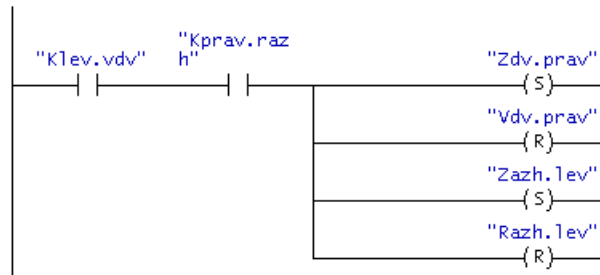 "Klev.vdv"
"Kprav.raz
h"
"Zdv.prav"
(S)
"Vdv.prav"
(R)
"Zazh.lev"
(S)
"Razh.lev"
(R)